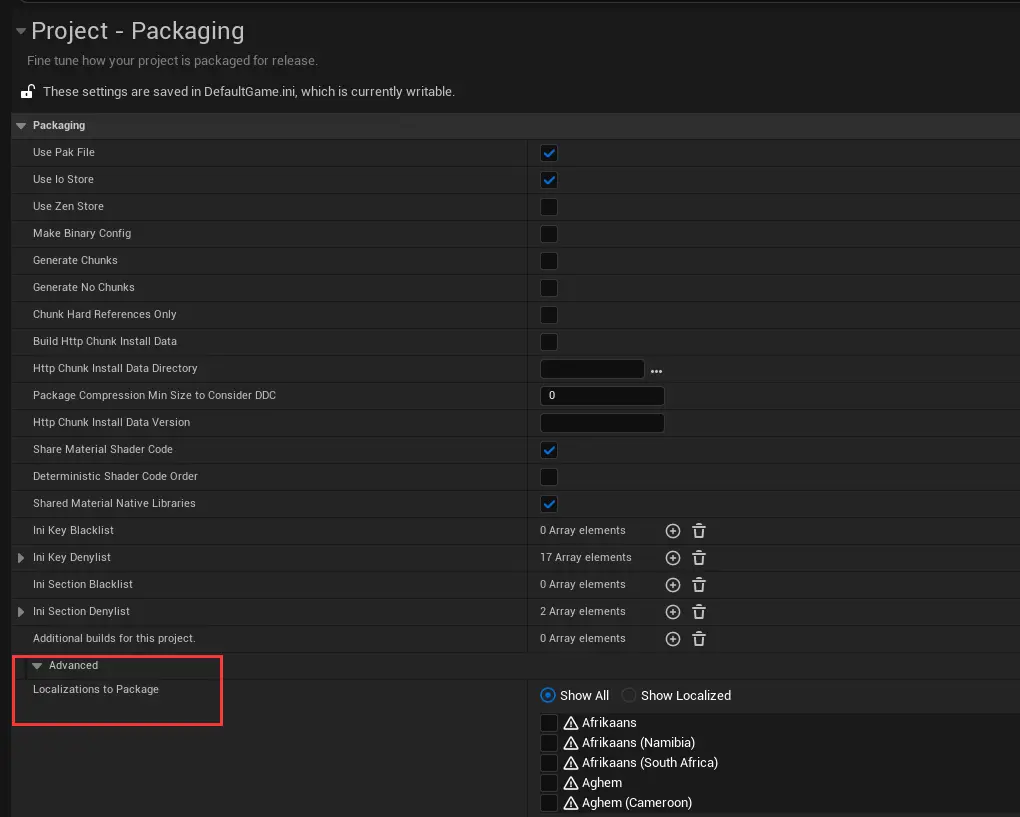 Project - Packaging
Fine tune how your project is packaged for release.
These settings are saved in DefaultGame.ini, which is currently writable.
Packaging
Use Pak File
Use Io Store
Use Zen Store
Make Binary Config
Generate Chunks
Generate No Chunks
Chunk Hard References Only
Build Http Chunk Install Data
Http Chunk Install Data Directory ...
Package Compression Min Size to Consider DDC 0
Http Chunk Install Data Version
Share Material Shader Code
Deterministic Shader Code Order
Shared Material Native Libraries
Ini Key Blacklist 0 Array elements
Ini Key Denylist 17 Array elements
Ini Section Blacklist 0 Array elements
Ini Section Denylist 2 Array elements
Additional builds for this project. 0 Array elements
Advanced
Localizations to Package Show All Show Localized
Afrikaans
Afrikaans (Namibia)
Afrikaans (South Africa)
Aghem
Aghem (Cameroon)